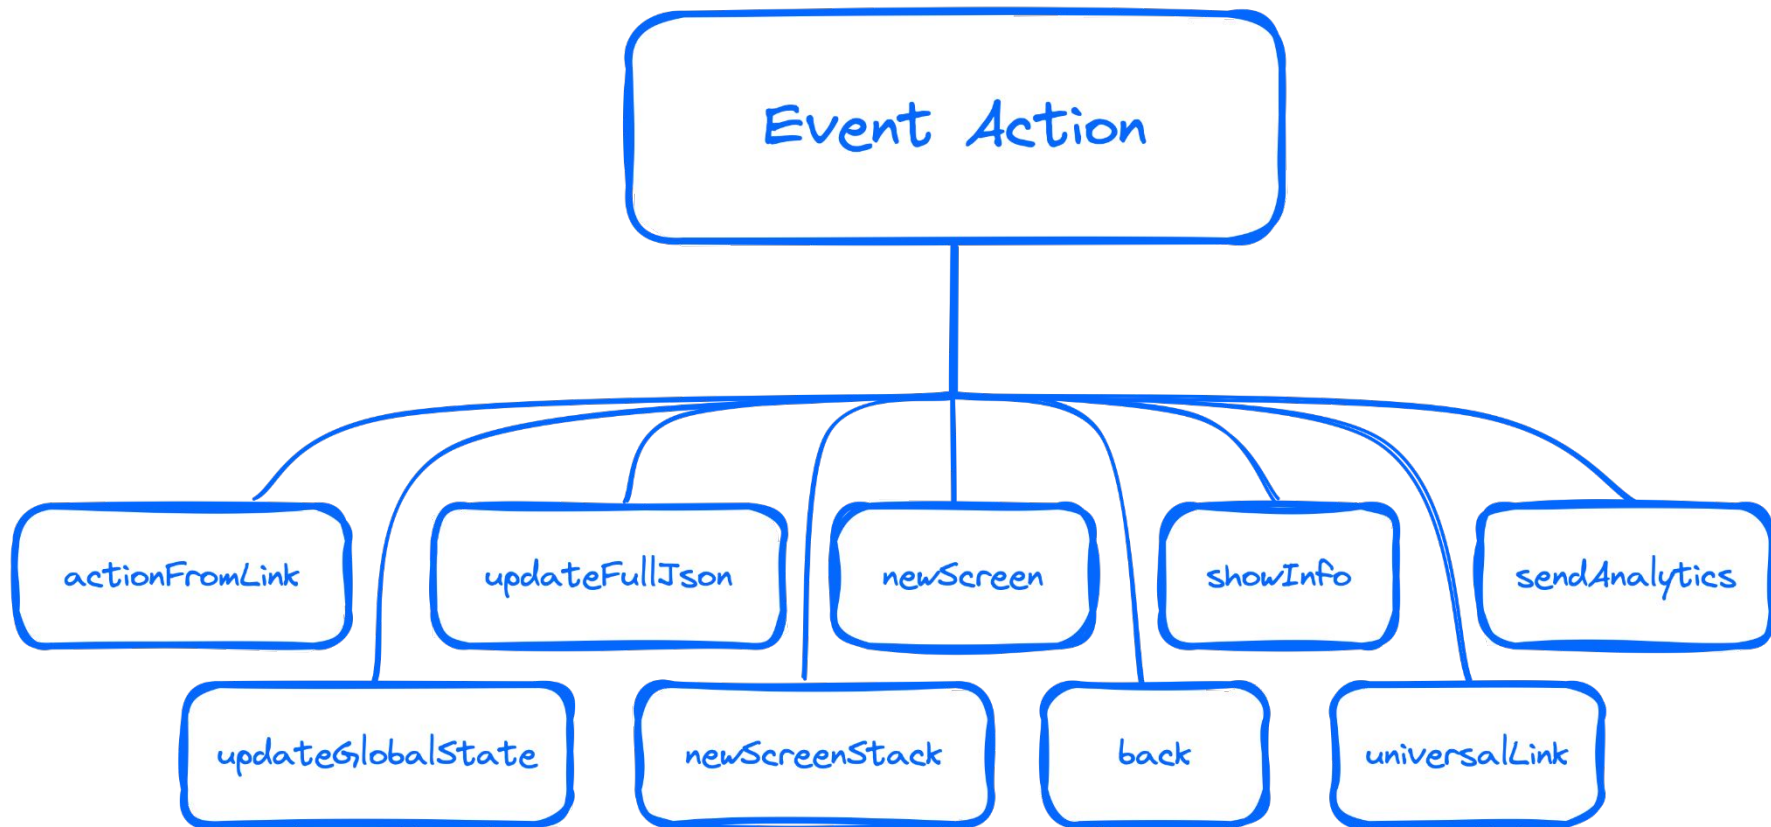 Event Action
actionFromLink
updateFullJson
newScreen
showInfo
sendAnalytics
updateGlobalState
newScreenStack
back
universalLink